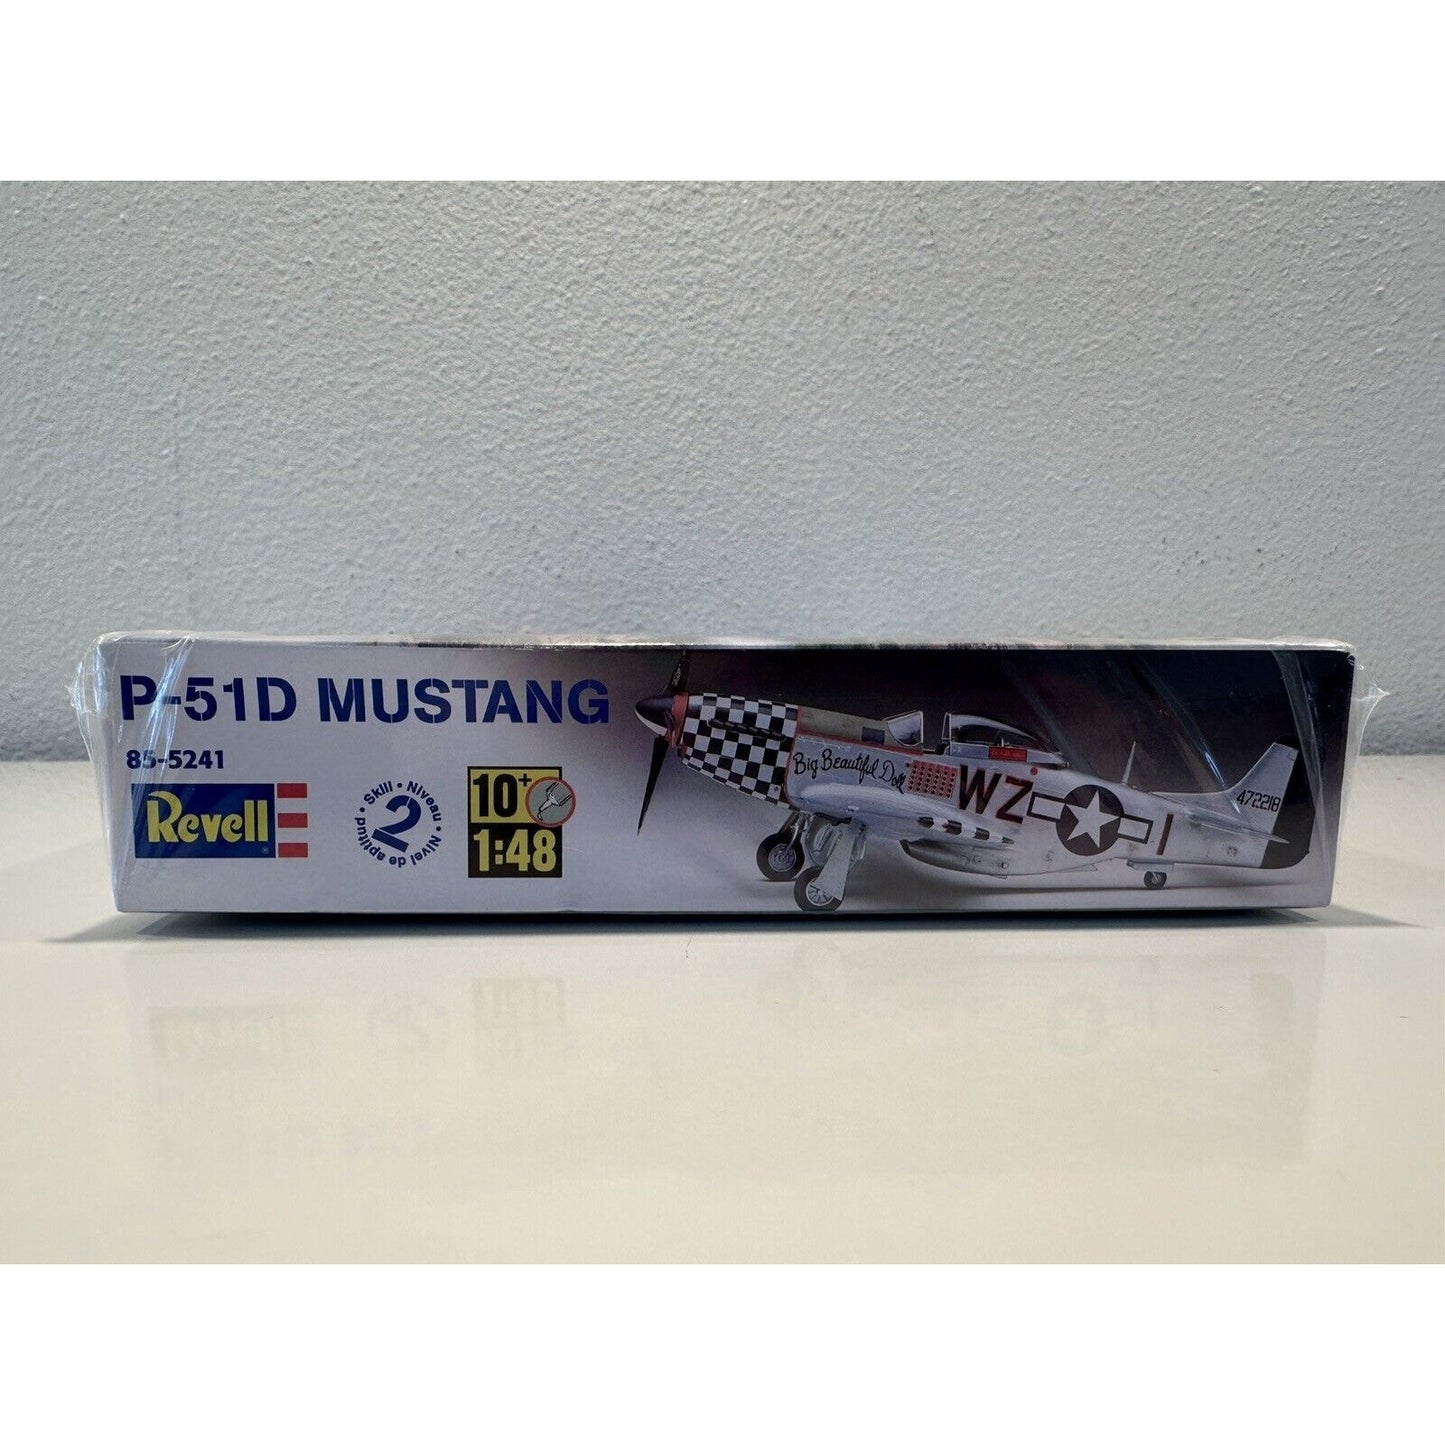 P-51D MUSTANG
85-5241
Revell
Skill • Niveau • Nivel de aptitud •
2
10+
1:48
Big Beautiful Doll
WZ
I
472218